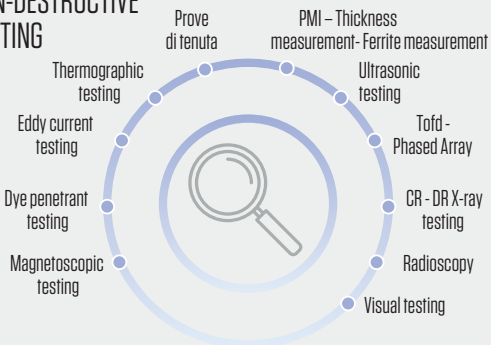 N-DESTRUCTIVE
TING
Prove
di tenuta
PMI – Thickness
measurement- Ferrite measurement
Thermographic
testing
Ultrasonic
testing
Eddy current
testing
Tofd -
Phased Array
Dye penetrant
testing
CR - DR X-ray
testing
Magnetoscopic
testing
Radioscopy
Visual testing